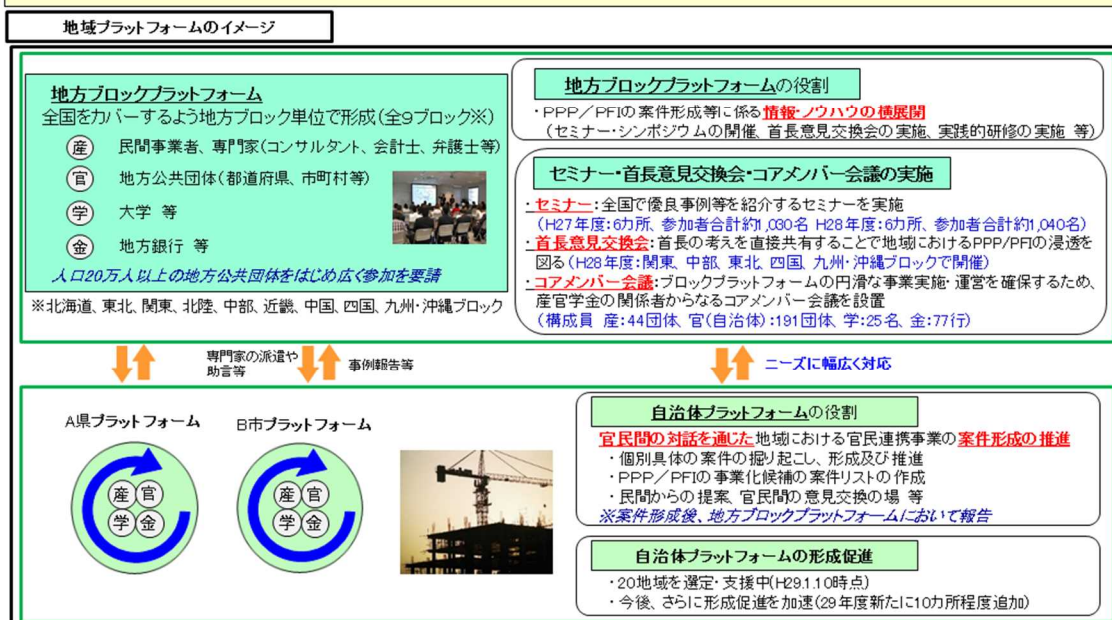 地域プラットフォームのイメージ
地方ブロックプラットフォーム
全国をカバーするよう地方ブロック単位で形成(全9ブロック※)
産 民間事業者、専門家(コンサルタント、会計士、弁護士等)
官 地方公共団体(都道府県、市町村等)
学 大学 等
金 地方銀行 等
人口20万人以上の地方公共団体をはじめ広く参加を要請
※北海道、東北、関東、北陸、中部、近畿、中国、四国、九州・沖縄ブロック
地方ブロックプラットフォームの役割
・PPP/PFIの案件形成等に係る情報・ノウハウの横展開
(セミナー・シンポジウムの開催、首長意見交換会の実施、実践的研修の実施 等)
セミナー・首長意見交換会・コアメンバー会議の実施
・セミナー:全国で優良事例等を紹介するセミナーを実施
(H27年度:6カ所、参加者合計約1,030名 H28年度:6カ所、参加者合計約1,040名)
・首長意見交換会:首長の考えを直接共有することで地域におけるPPP/PFIの浸透を
図る(H28年度:関東、中部、東北、四国、九州・沖縄ブロックで開催)
・コアメンバー会議:ブロックプラットフォームの円滑な事業実施・運営を確保するため、
産官学金の関係者からなるコアメンバー会議を設置
(構成員 産:44団体、官(自治体):191団体、学:25名、金:77行)
専門家の派遣や
助言等
事例報告等
ニーズに幅広く対応
A県プラットフォーム
B市プラットフォーム
産 官
学 金
産 官
学 金
自治体プラットフォームの役割
官民間の対話を通じた地域における官民連携事業の案件形成の推進
・個別具体の案件の掘り起こし、形成及び推進
・PPP/PFIの事業化候補の案件リストの作成
・民間からの提案、官民間の意見交換の場 等
※案件形成後、地方ブロックプラットフォームにおいて報告
自治体プラットフォームの形成促進
・20地域を選定・支援中(H29.1.10時点)
・今後、さらに形成促進を加速(29年度新たに10カ所程度追加)